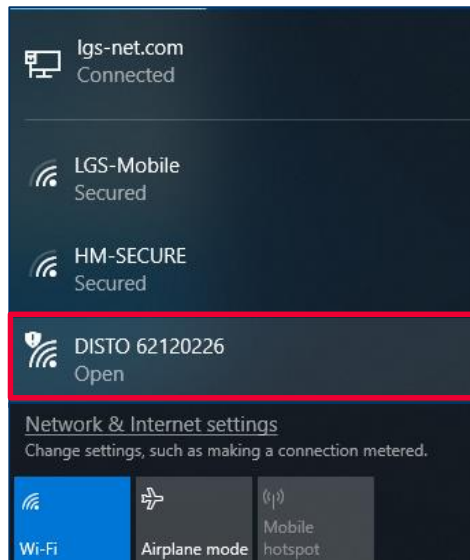 lgs-net.com
Connected
LGS-Mobile
Secured
HM-SECURE
Secured
DISTO 62120226
Open
Network & Internet settings
Change settings, such as making a connection metered.
Wi-Fi
Airplane mode
Mobile
hotspot